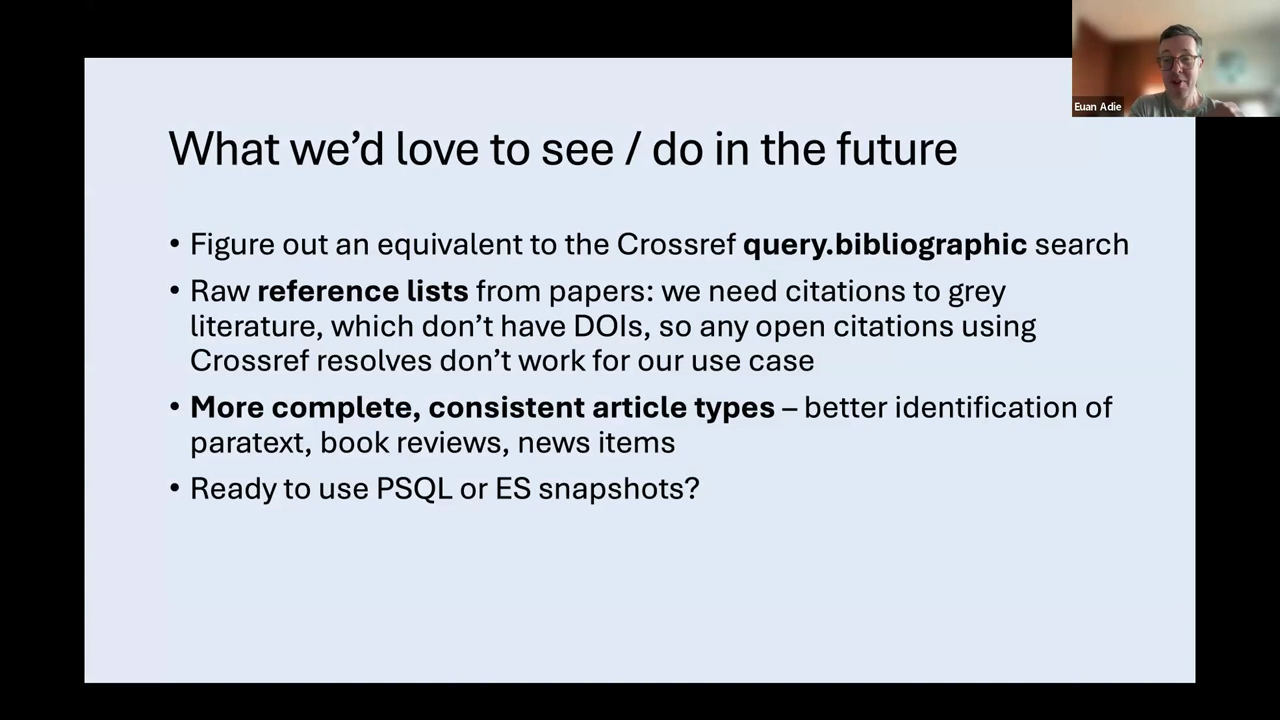 Euan Adie
What we’d love to see / do in the future
• Figure out an equivalent to the Crossref query.bibliographic search
• Raw reference lists from papers: we need citations to grey
literature, which don’t have DOIs, so any open citations using
Crossref resolves don’t work for our use case
• More complete, consistent article types – better identification of
paratext, book reviews, news items
• Ready to use PSQL or ES snapshots?